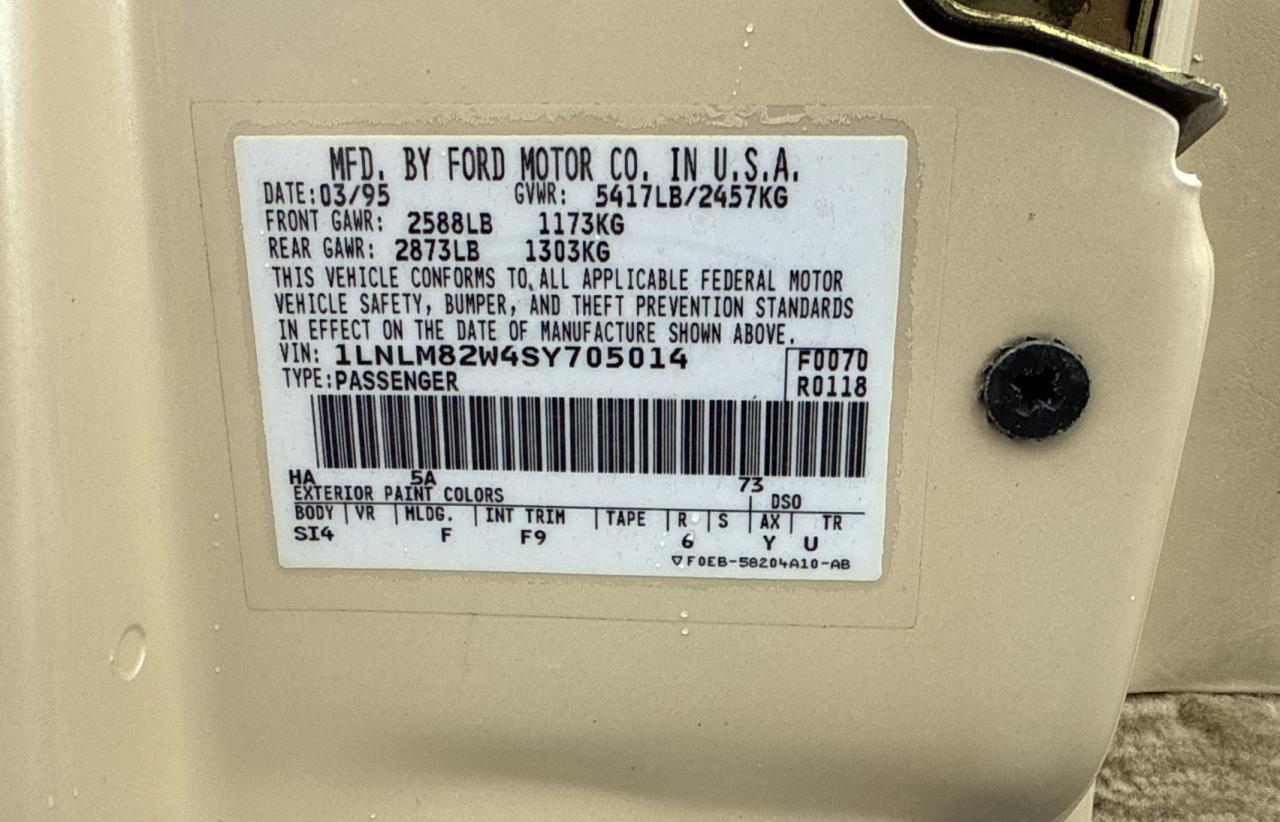 MFD. BY FORD MOTOR CO. IN U.S.A.
DATE: 03/95 GVWR: 5417LB/2457KG
FRONT GAWR: 2588LB 1173KG
REAR GAWR: 2873LB 1303KG
THIS VEHICLE CONFORMS TO ALL APPLICABLE FEDERAL MOTOR
VEHICLE SAFETY, BUMPER, AND THEFT PREVENTION STANDARDS
IN EFFECT ON THE DATE OF MANUFACTURE SHOWN ABOVE.
VIN: 1LNLM82W4SY705014 F0070
TYPE: PASSENGER R0118
HA 5A 73
EXTERIOR PAINT COLORS DSO
BODY VR MLDG. INT TRIM TAPE R S AX TR
SI4 F F9 6 Y U
▽F0EB-58204A10-AB